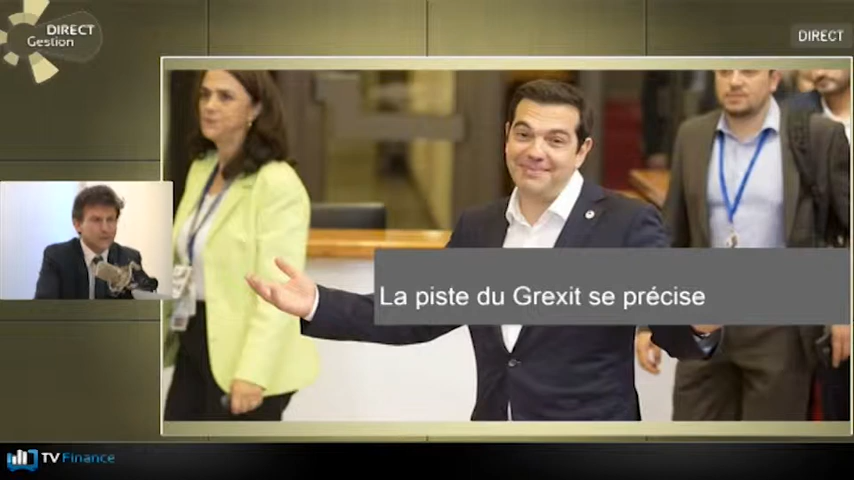 DIRECT
Gestion
DIRECT
La piste du Grexit se précise
TV Finance